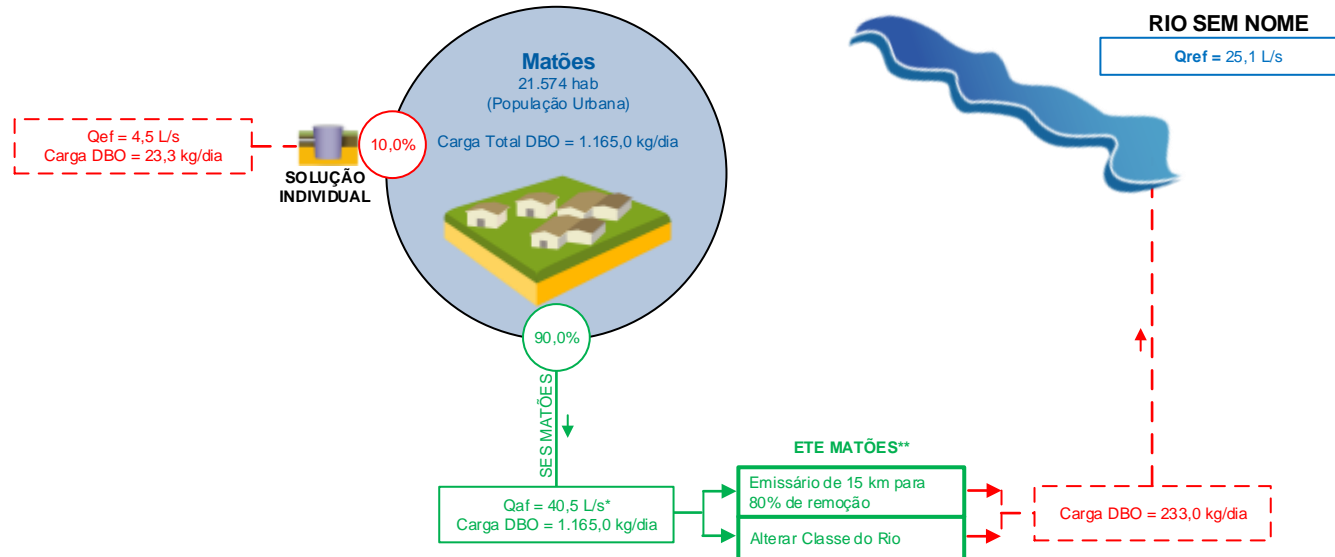 RIO SEM NOME
Qref = 25,1 L/s
Matões
21.574 hab
(População Urbana)
Carga Total DBO = 1.165,0 kg/dia
Qef = 4,5 L/s
Carga DBO = 23,3 kg/dia
10,0%
SOLUÇÃO
INDIVIDUAL
90,0%
SES MATÕES
ETE MATÕES**
Qaf = 40,5 L/s*
Carga DBO = 1.165,0 kg/dia
Emissário de 15 km para
80% de remoção
Alterar Classe do Rio
Carga DBO = 233,0 kg/dia